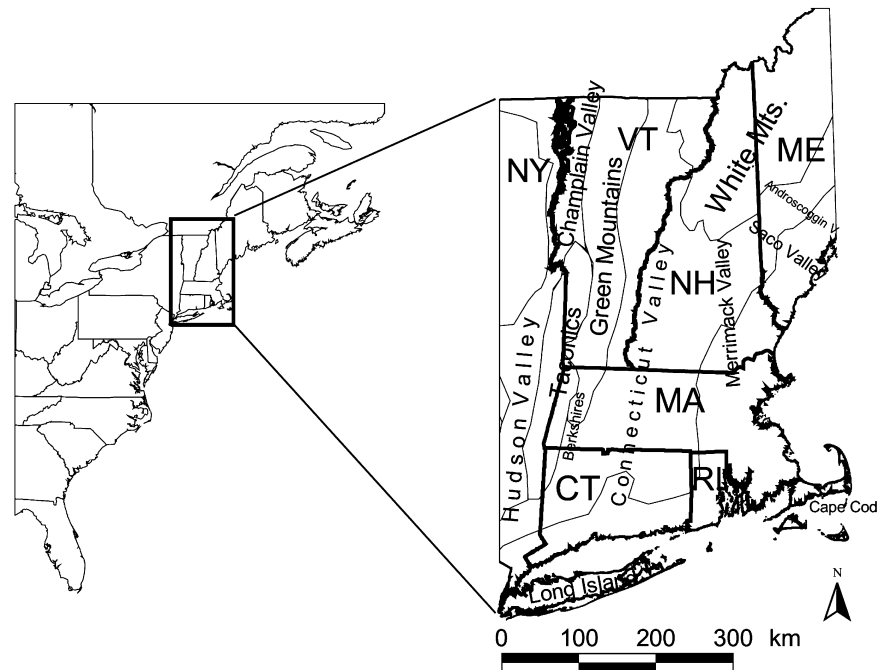 NY
Champlain Valley
VT
White Mts.
ME
Green Mountains
Androscoggin V.
Saco Valley
NH
Merrimack Valley
Hudson Valley
Taconics
Connecticut Valley
MA
Berkshires
CT
RI
Cape Cod
Long Island
N
0 100 200 300 km